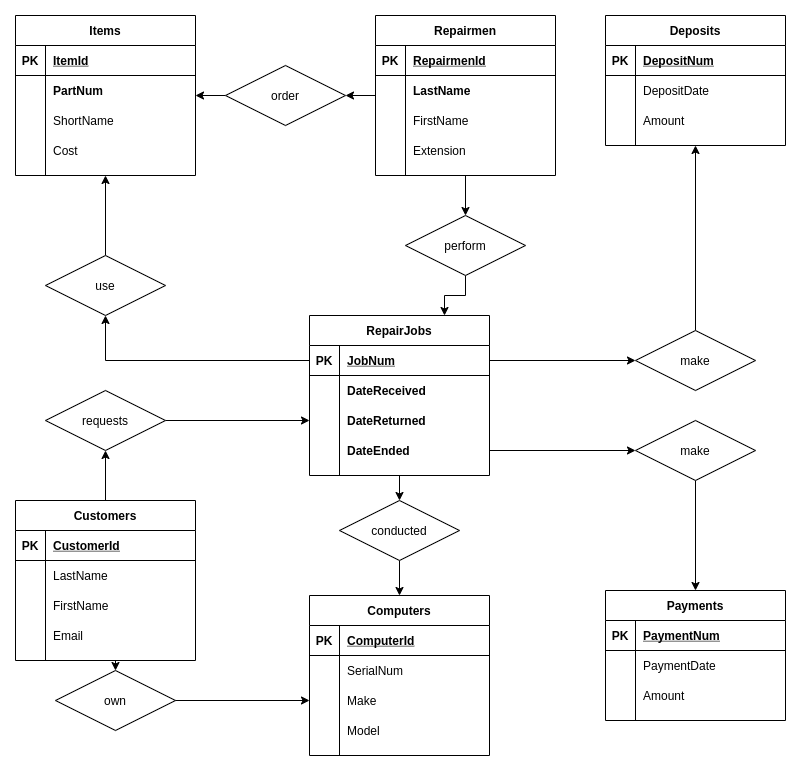 Items
PK ItemId
PartNum
ShortName
Cost
order
Repairmen
PK RepairmenId
LastName
FirstName
Extension
Deposits
PK DepositNum
DepositDate
Amount
use
perform
RepairJobs
PK JobNum
DateReceived
DateReturned
DateEnded
make
make
requests
Customers
PK CustomerId
LastName
FirstName
Email
conducted
Computers
PK ComputerId
SerialNum
Make
Model
Payments
PK PaymentNum
PaymentDate
Amount
own